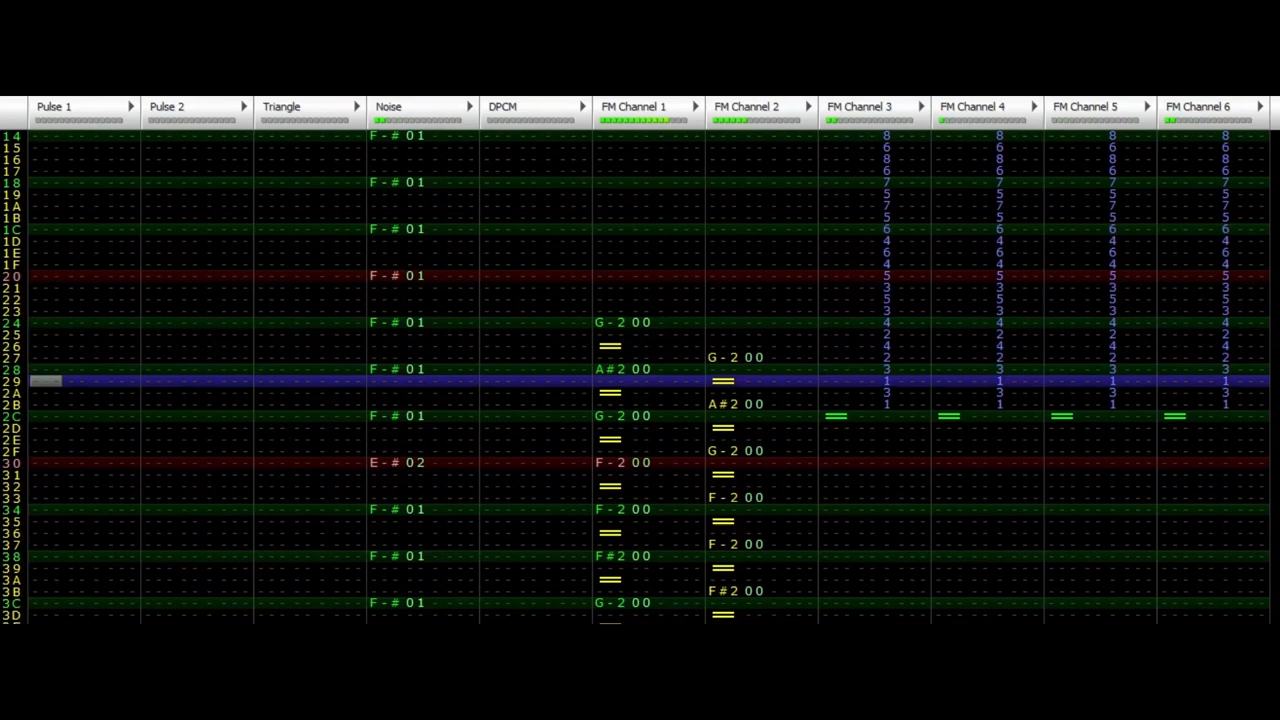 Pulse 1 Pulse 2 Triangle Noise DPCM FM Channel 1 FM Channel 2 FM Channel 3 FM Channel 4 FM Channel 5 FM Channel 6
14 F-# 01 8 8 8 8
15 6 6 6 6
16 8 8 8 8
17 6 6 6 6
18 F-# 01 7 7 7 7
19 5 5 5 5
1A 7 7 7 7
1B 5 5 5 5
1C F-# 01 6 6 6 6
1D 4 4 4 4
1E 6 6 6 6
1F 4 4 4 4
20 F-# 01 5 5 5 5
21 3 3 3 3
22 5 5 5 5
23 3 3 3 3
24 F-# 01 G-2 00 4 4 4 4
25 2 2 2 2
26 4 4 4 4
27 G-2 00 2 2 2 2
28 F-# 01 A#2 00 3 3 3 3
29 1 1 1 1
2A 3 3 3 3
2B A#2 00 1 1 1 1
2C F-# 01 G-2 00
2D
2E
2F G-2 00
30 E-# 02 F-2 00
31
32
33 F-2 00
34 F-# 01 F-2 00
35
36
37 F-2 00
38 F-# 01 F#2 00
39
3A
3B F#2 00
3C F-# 01 G-2 00
3D